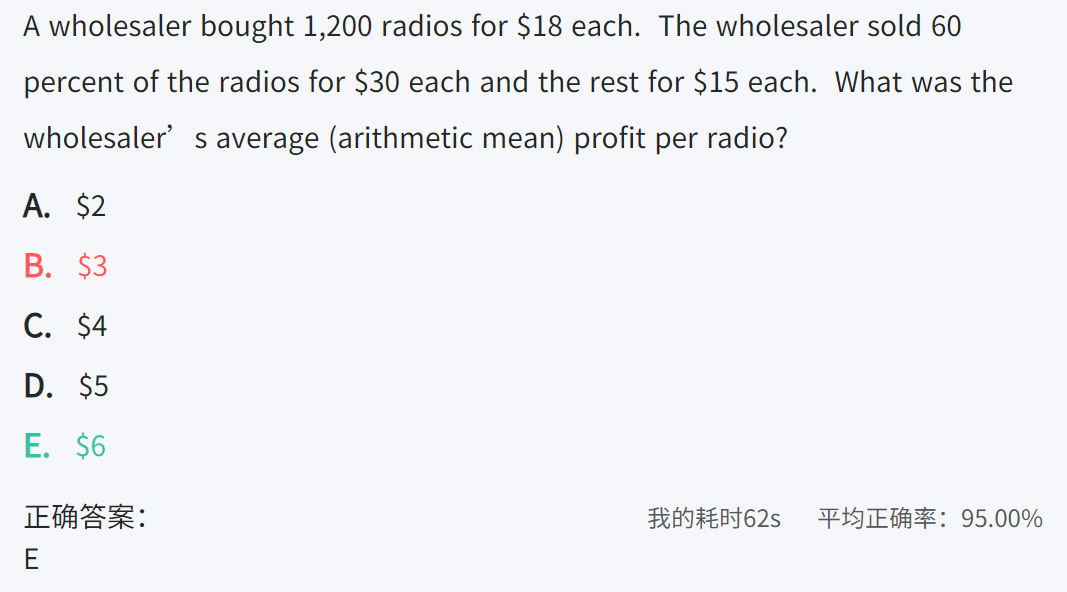 A wholesaler bought 1,200 radios for $18 each.  The wholesaler sold 60
percent of the radios for $30 each and the rest for $15 each.  What was the
wholesaler’s average (arithmetic mean) profit per radio?
A. $2
B. $3
C. $4
D. $5
E. $6
正确答案：
我的耗时62s 平均正确率：95.00%
E